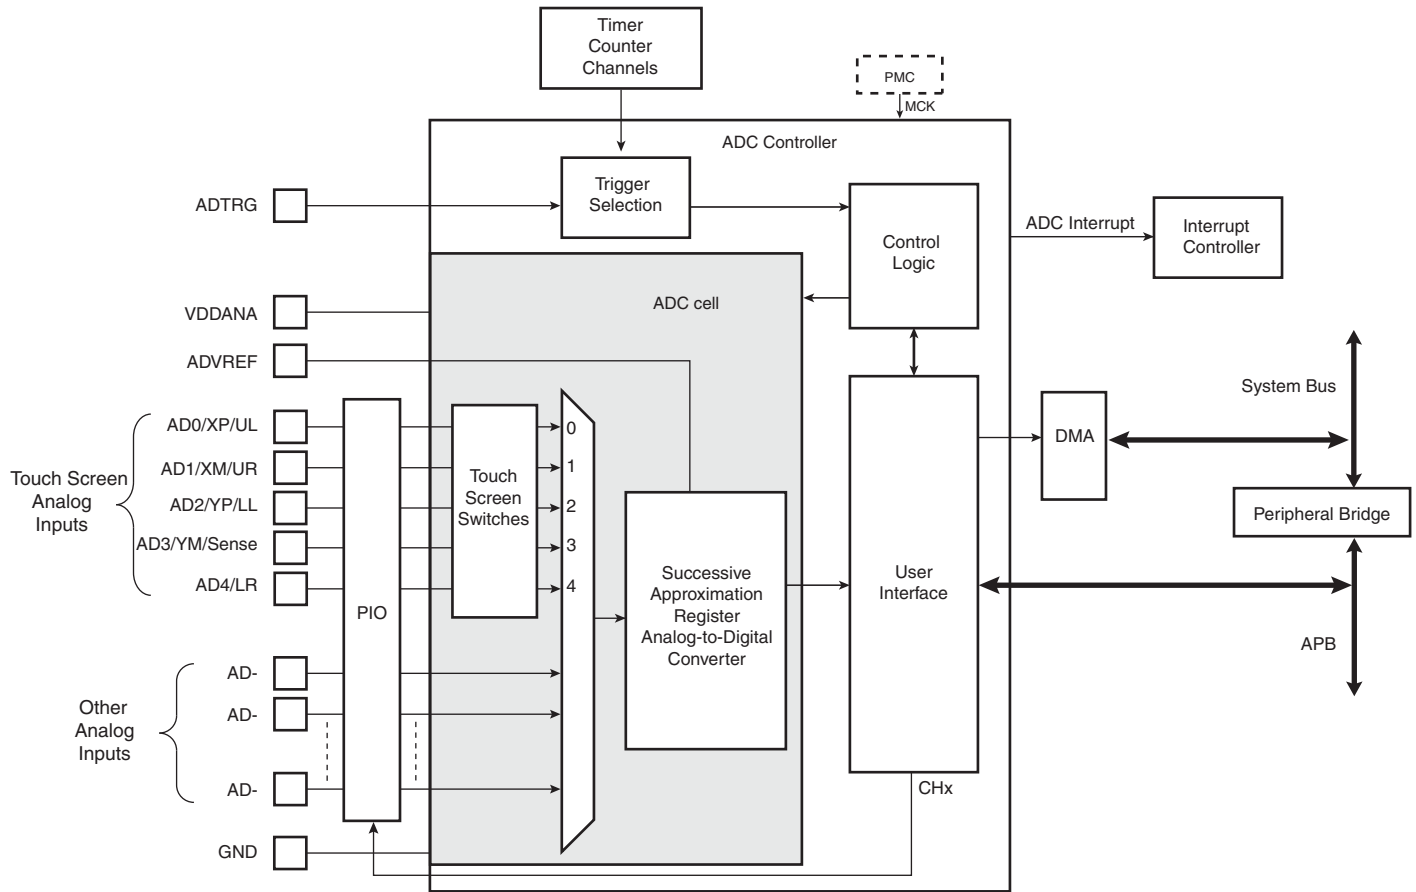 Timer
Counter
Channels
PMC
MCK
ADC Controller
ADTRG
Trigger
Selection
Control
Logic
ADC Interrupt
Interrupt
Controller
VDDANA
ADC cell
ADVREF
System Bus
DMA
Touch Screen
Analog
Inputs
AD0/XP/UL
AD1/XM/UR
AD2/YP/LL
AD3/YM/Sense
AD4/LR
PIO
Touch
Screen
Switches
0
1
2
3
4
Successive
Approximation
Register
Analog-to-Digital
Converter
User
Interface
Peripheral Bridge
APB
Other
Analog
Inputs
AD-
AD-
AD-
CHx
GND